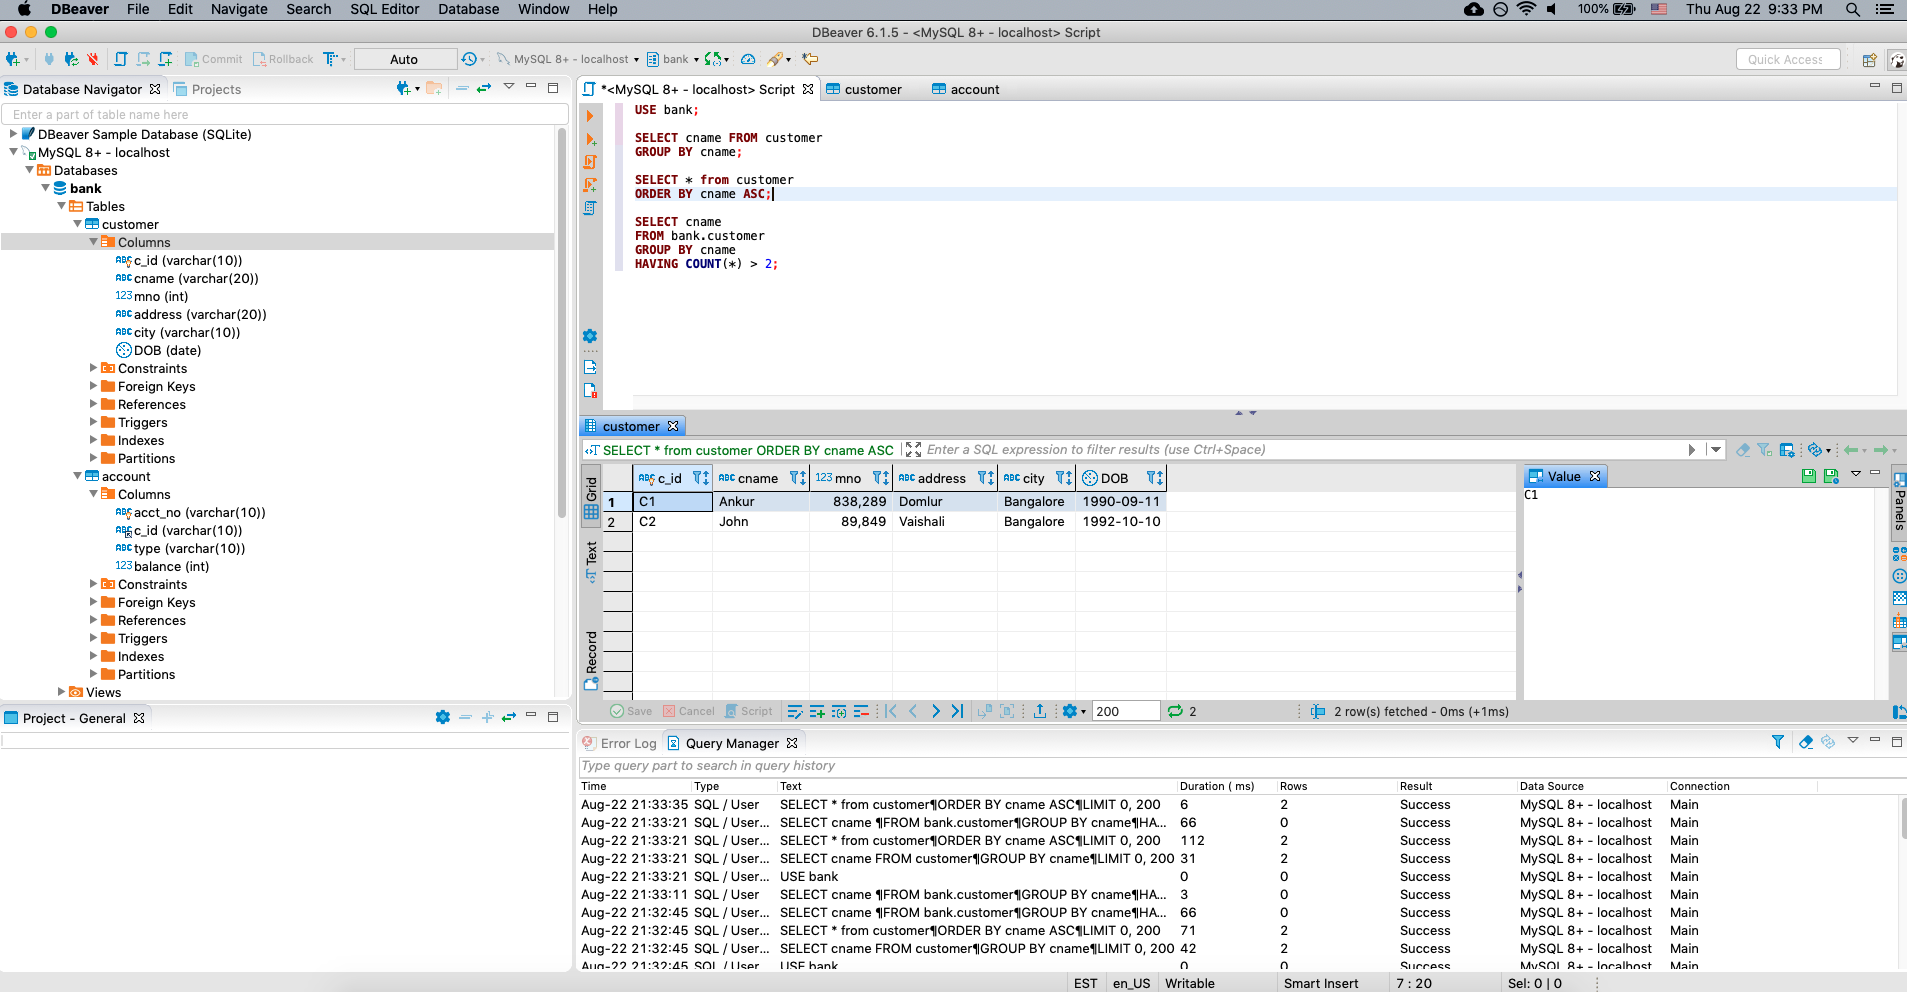 DBeaver File Edit Navigate Search SQL Editor Database Window Help 100% Thu Aug 22 9:33 PM
DBeaver 6.1.5 - <MySQL 8+ - localhost> Script
Commit Rollback Auto MySQL 8+ - localhost bank Quick Access
Database Navigator Projects
Enter a part of table name here
DBeaver Sample Database (SQLite)
MySQL 8+ - localhost
Databases
bank
Tables
customer
Columns
ABC c_id (varchar(10))
ABC cname (varchar(20))
123 mno (int)
ABC address (varchar(20))
ABC city (varchar(10))
DOB (date)
Constraints
Foreign Keys
References
Triggers
Indexes
Partitions
account
Columns
ABC acct_no (varchar(10))
ABC c_id (varchar(10))
ABC type (varchar(10))
123 balance (int)
Constraints
Foreign Keys
References
Triggers
Indexes
Partitions
Views
Project - General
*<MySQL 8+ - localhost> Script customer account
USE bank;
SELECT cname FROM customer
GROUP BY cname;
SELECT * from customer
ORDER BY cname ASC;
SELECT cname
FROM bank.customer
GROUP BY cname
HAVING COUNT(*) > 2;
customer
SELECT * from customer ORDER BY cname ASC Enter a SQL expression to filter results (use Ctrl+Space)
Grid
Text
Record
ABC c_id ABC cname 123 mno ABC address ABC city DOB
1 C1 Ankur 838,289 Domlur Bangalore 1990-09-11
2 C2 John 89,849 Vaishali Bangalore 1992-10-10
Value
C1
Panels
Save Cancel Script 200 2 2 row(s) fetched - 0ms (+1ms)
Error Log Query Manager
Type query part to search in query history
Time Type Text Duration ( ms) Rows Result Data Source Connection
Aug-22 21:33:35 SQL / User SELECT * from customer¶ORDER BY cname ASC¶LIMIT 0, 200 6 2 Success MySQL 8+ - localhost Main
Aug-22 21:33:21 SQL / User... SELECT cname ¶FROM bank.customer¶GROUP BY cname¶HA... 66 0 Success MySQL 8+ - localhost Main
Aug-22 21:33:21 SQL / User... SELECT * from customer¶ORDER BY cname ASC¶LIMIT 0, 200 112 2 Success MySQL 8+ - localhost Main
Aug-22 21:33:21 SQL / User... SELECT cname FROM customer¶GROUP BY cname¶LIMIT 0, 200 31 2 Success MySQL 8+ - localhost Main
Aug-22 21:33:21 SQL / User... USE bank 0 0 Success MySQL 8+ - localhost Main
Aug-22 21:33:11 SQL / User SELECT cname ¶FROM bank.customer¶GROUP BY cname¶HA... 3 0 Success MySQL 8+ - localhost Main
Aug-22 21:32:45 SQL / User... SELECT cname ¶FROM bank.customer¶GROUP BY cname¶HA... 66 0 Success MySQL 8+ - localhost Main
Aug-22 21:32:45 SQL / User... SELECT * from customer¶ORDER BY cname ASC¶LIMIT 0, 200 71 2 Success MySQL 8+ - localhost Main
Aug-22 21:32:45 SQL / User... SELECT cname FROM customer¶GROUP BY cname¶LIMIT 0, 200 42 2 Success MySQL 8+ - localhost Main
Aug-22 21:32:45 SQL / User... USE bank 0 0 Success MySQL 8+ - localhost Main
EST en_US Writable Smart Insert 7 : 20 Sel: 0 | 0